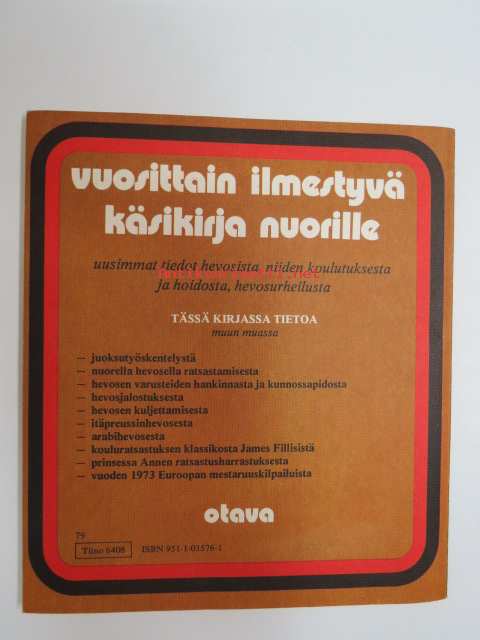 vuosittain ilmestyvä
käsikirja nuorille
uusimmat tiedot hevosista, niiden koulutuksesta
ja hoidosta, hevosurheilusta
TÄSSÄ KIRJASSA TIETOA
muun muassa
— juoksutyöskentelystä
— nuorella hevosella ratsastamisesta
— hevosen varusteiden hankinnasta ja kunnossapidosta
— hevosjalostuksesta
— hevosen kuljettamisesta
— itäpreussinhevosesta
— arabihevosesta
— kouluratsastuksen klassikosta James Fillisistä
— prinsessa Annen ratsastusharrastuksesta
— vuoden 1973 Euroopan mestaruuskilpailuista
otava
79
Tiino 6408 ISBN 951-1-01576-1